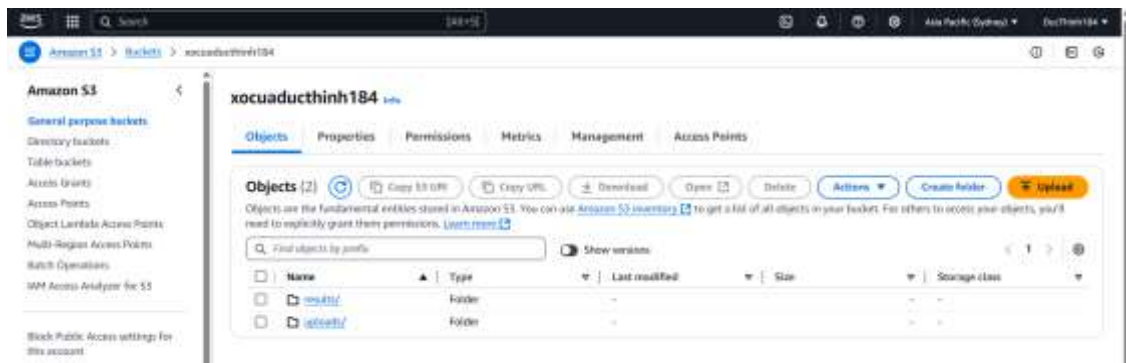 aws
Search
[Alt+S]
Asia Pacific (Sydney)
DucThinh184
Amazon S3 > Buckets > xocuaducthinh184
Amazon S3
General purpose buckets
Directory buckets
Table buckets
Access Grants
Access Points
Object Lambda Access Points
Multi-Region Access Points
Batch Operations
IAM Access Analyzer for S3
Block Public Access settings for
this account
xocuaducthinh184 Info
Objects Properties Permissions Metrics Management Access Points
Objects (2) Copy S3 URI Copy URL Download Open Delete Actions Create folder Upload
Objects are the fundamental entities stored in Amazon S3. You can use Amazon S3 inventory to get a list of all objects in your bucket. For others to access your objects, you'll
need to explicitly grant them permissions. Learn more
Find objects by prefix
Show versions
1
Name Type Last modified Size Storage class
results/ Folder - - -
uploads/ Folder - - -